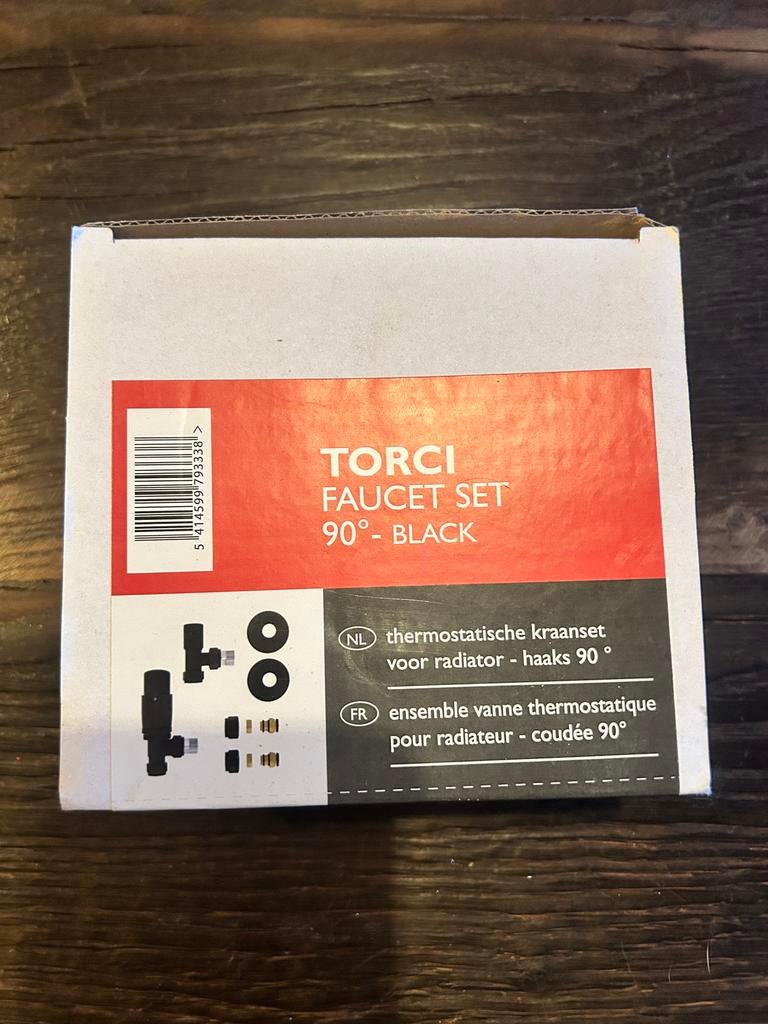 TORCI
FAUCET SET
90°- BLACK
5 414599 793338 >
NL thermostatische kraanset
voor radiator - haaks 90 °
FR ensemble vanne thermostatique
pour radiateur - coudée 90°